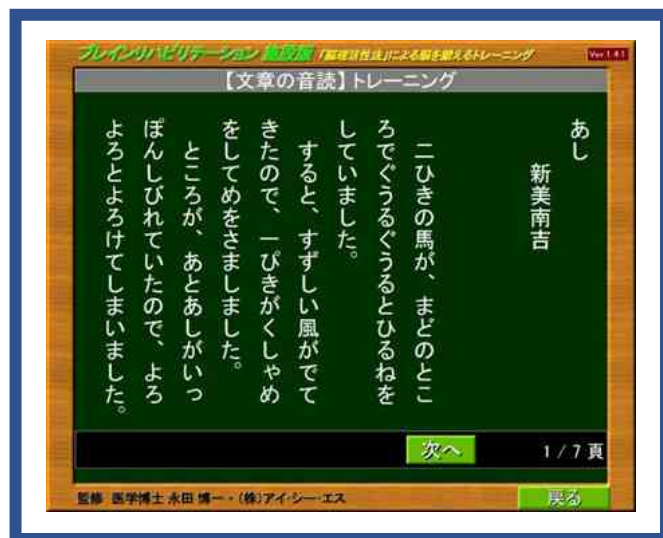 ブレインリハビリテーション 施設版 「脳複活性法」による脳を鍛えるトレーニング
Ver 1.4.1
【文章の音読】トレーニング
あし
新美南吉
二ひきの馬が、まどのとこ
ろでぐうるぐうるとひるねを
していました。
すると、すずしい風がでて
きたので、一ぴきがくしゃめ
をしてめをさましました。
ところが、あとあしがいっ
ぽんしびれていたので、よろ
よろとよろけてしまいました。
次へ
1/7頁
監修 医学博士 永田 博一・(株)アイ・シー・エス
戻る